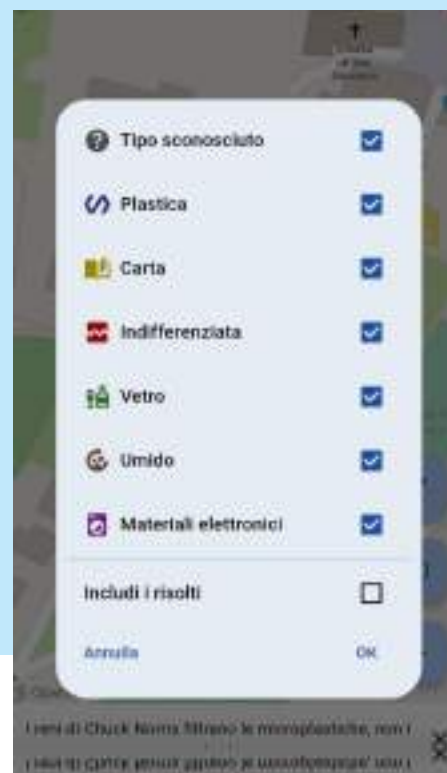 Tipo sconosciuto
Plastica
Carta
Indifferenziata
Vetro
Umido
Materiali elettronici
Includi i risolti
Annulla
OK
I reni di Chuck Norris filtrano le microplastiche, non i